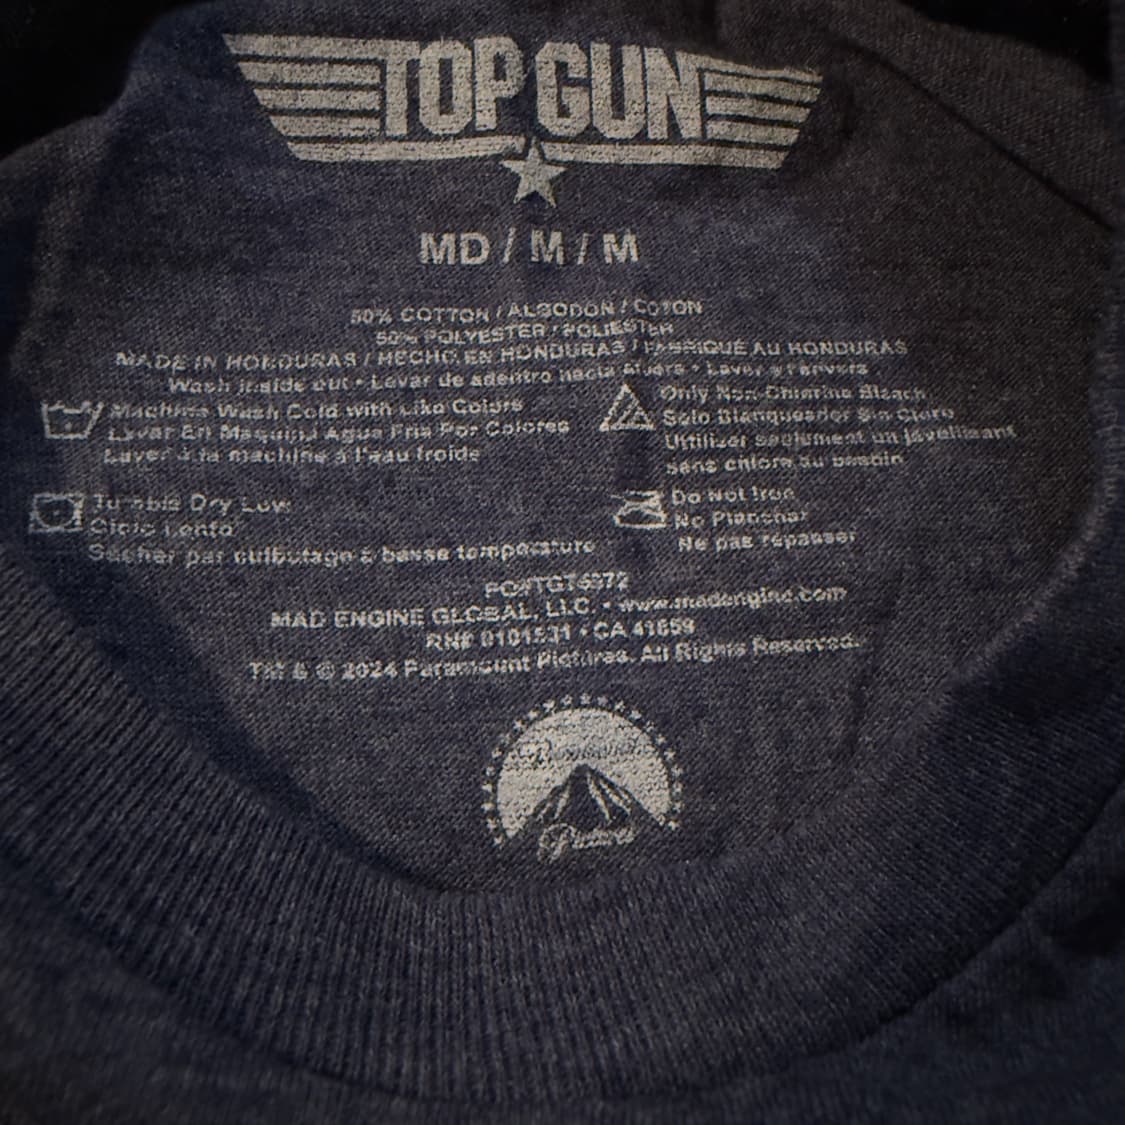 TOP GUN
MD / M / M
50% COTTON / ALGODON / COTON
50% POLYESTER / POLIESTER
MADE IN HONDURAS / HECHO EN HONDURAS / FABRIQUÉ AU HONDURAS
Wash inside out • Lavar de adentro hacia afuera • Laver à l'envers
Machine Wash Cold with Like Colors
Lavar En Maquina Agua Fria Por Colores
Laver à la machine à l'eau froide
Only Non-Chlorine Bleach
Solo Blanqueador Sin Cloro
Utiliser seulement un javellisant
sans chlore au besoin
Tumble Dry Low
Ciclo Lento
Sécher par culbutage à basse température
Do Not Iron
No Planchar
Ne pas répasser
MAD ENGINE GLOBAL, LLC. • www.madengine.com
RN# 0101531 • CA 41659
TM & © 2024 Paramount Pictures. All Rights Reserved.
Paramount